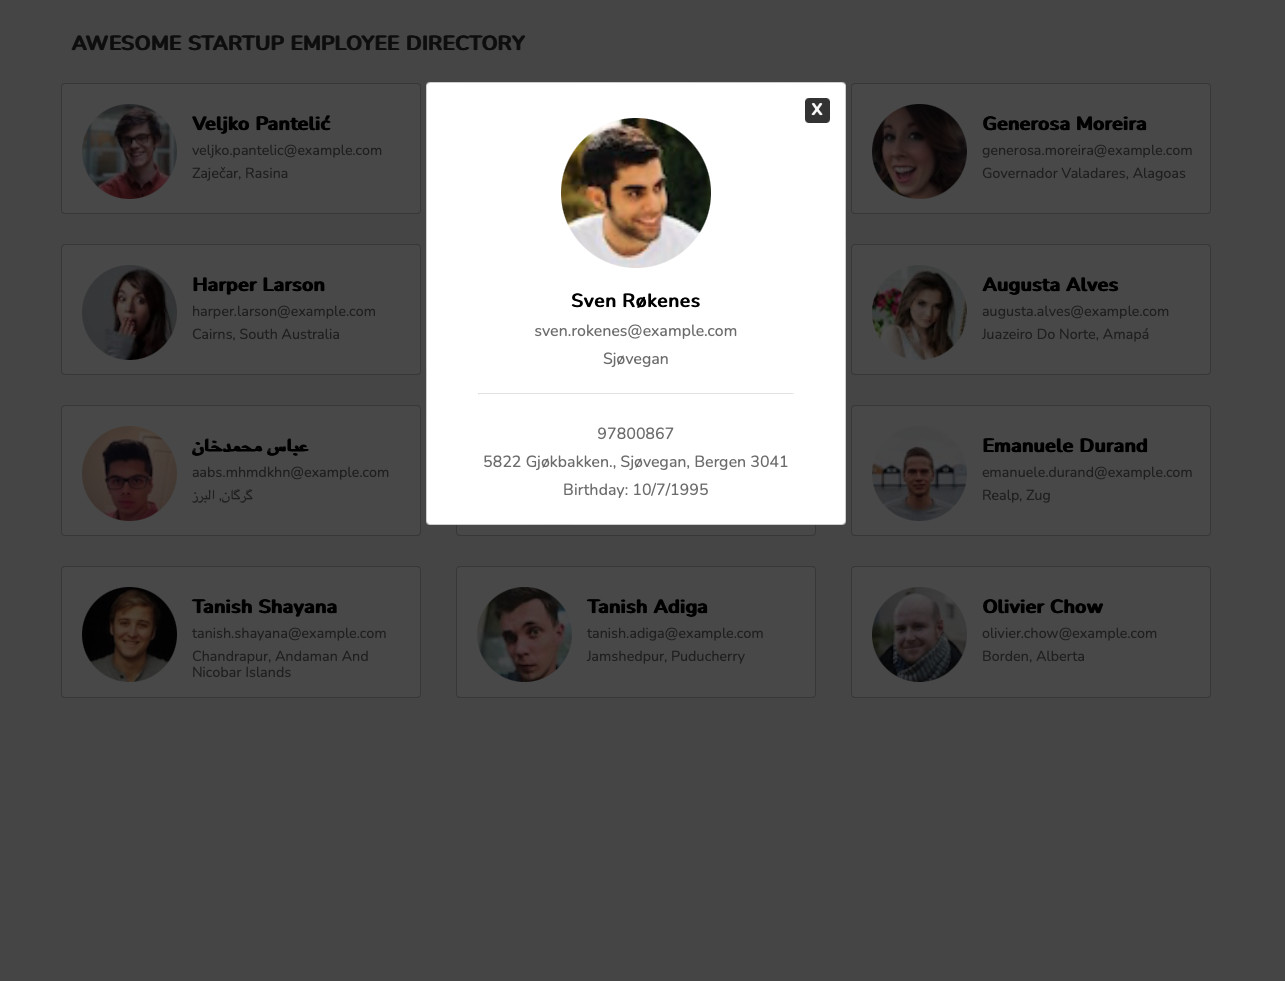 AWESOME STARTUP EMPLOYEE DIRECTORY
Veljko Pantelić
veljko.pantelic@example.com
Zaječar, Rasina
X
Sven Røkenes
sven.rokenes@example.com
Sjøvegan
97800867
5822 Gjøkbakken., Sjøvegan, Bergen 3041
Birthday: 10/7/1995
Generosa Moreira
generosa.moreira@example.com
Governador Valadares, Alagoas
Harper Larson
harper.larson@example.com
Cairns, South Australia
Augusta Alves
augusta.alves@example.com
Juazeiro Do Norte, Amapá
عباس محمدخان
aabs.mhmdkhn@example.com
گرگان, البرز
Emanuele Durand
emanuele.durand@example.com
Realp, Zug
Tanish Shayana
tanish.shayana@example.com
Chandrapur, Andaman And
Nicobar Islands
Tanish Adiga
tanish.adiga@example.com
Jamshedpur, Puducherry
Olivier Chow
olivier.chow@example.com
Borden, Alberta